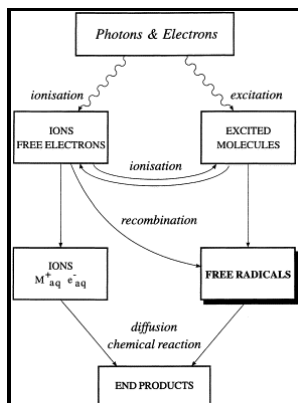 Photons & Electrons
ionisation
excitation
IONS
FREE ELECTRONS
EXCITED
MOLECULES
ionisation
recombination
IONS
M+aq e-aq
FREE RADICALS
diffusion
chemical reaction
END PRODUCTS